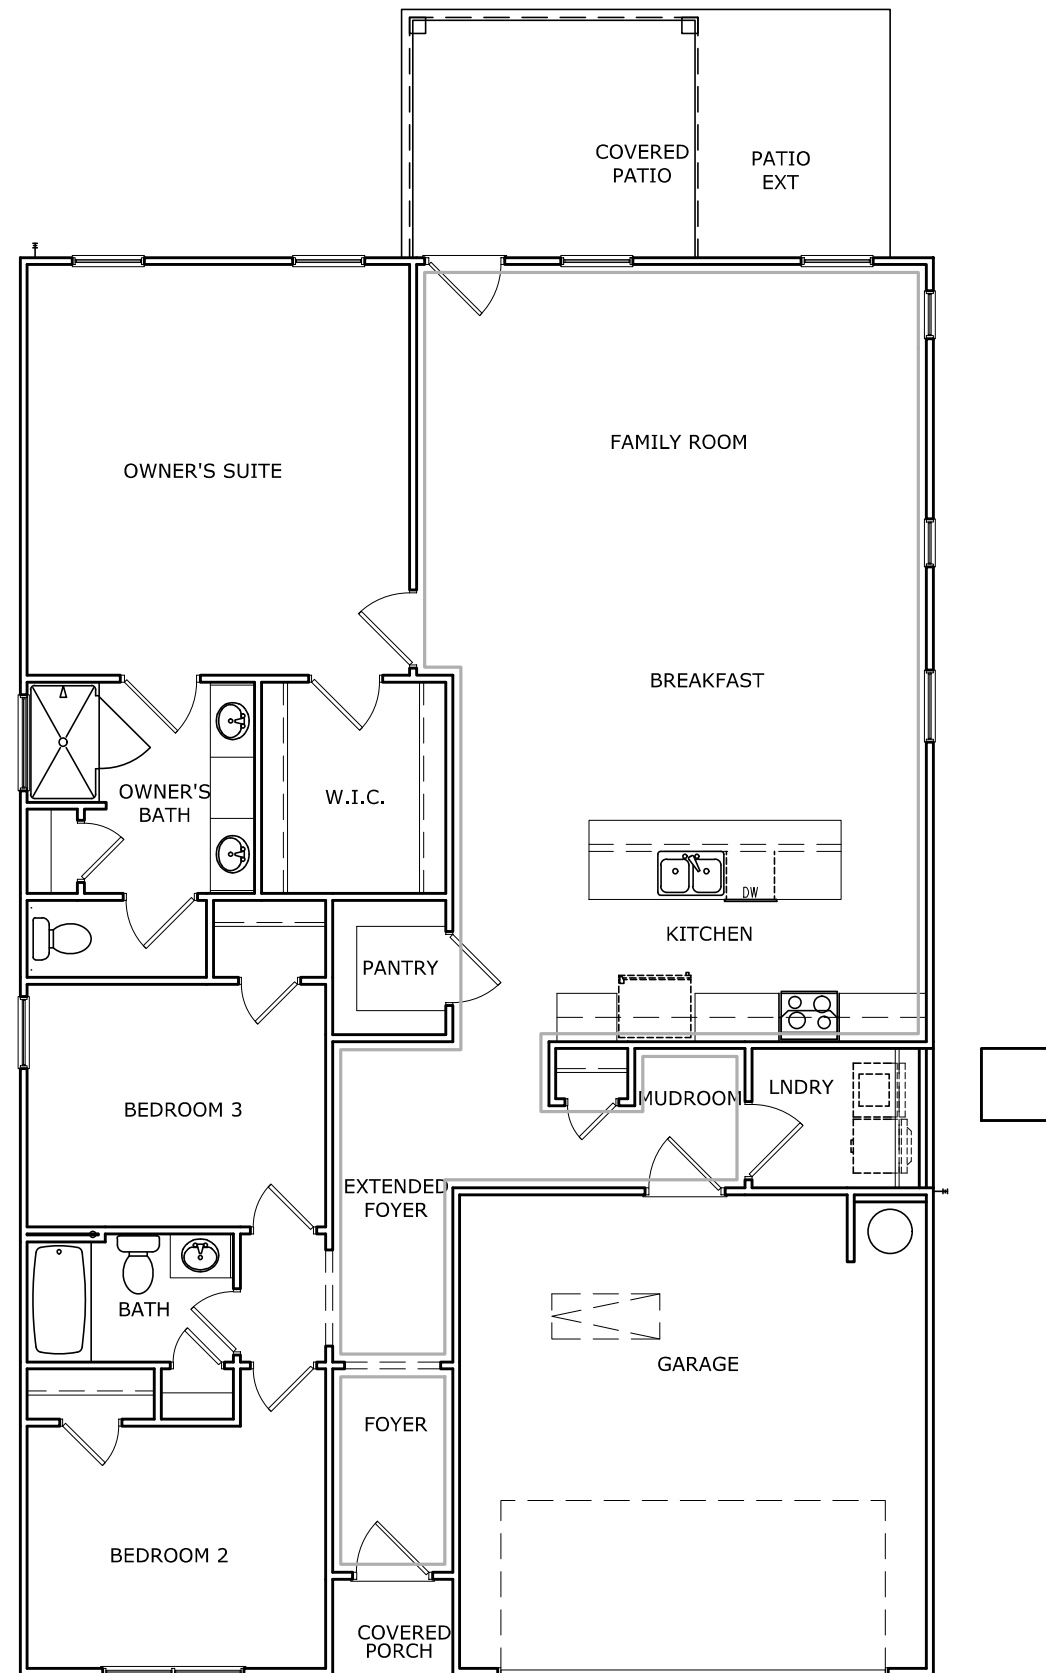 COVERED
PATIO
PATIO
EXT
FAMILY ROOM
OWNER'S SUITE
BREAKFAST
OWNER'S
BATH
W.I.C.
DW
KITCHEN
PANTRY
BEDROOM 3
MUDROOM
LNDRY
EXTENDED
FOYER
BATH
GARAGE
FOYER
BEDROOM 2
COVERED
PORCH